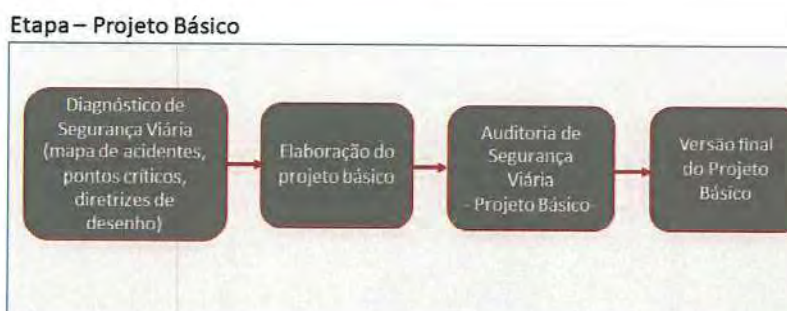 Etapa – Projeto Básico
Diagnóstico de
Segurança Viária
(mapa de acidentes,
pontos críticos,
diretrizes de
desenho)
Elaboração do
projeto básico
Auditoria de
Segurança
Viária
- Projeto Básico-
Versão final
do Projeto
Básico